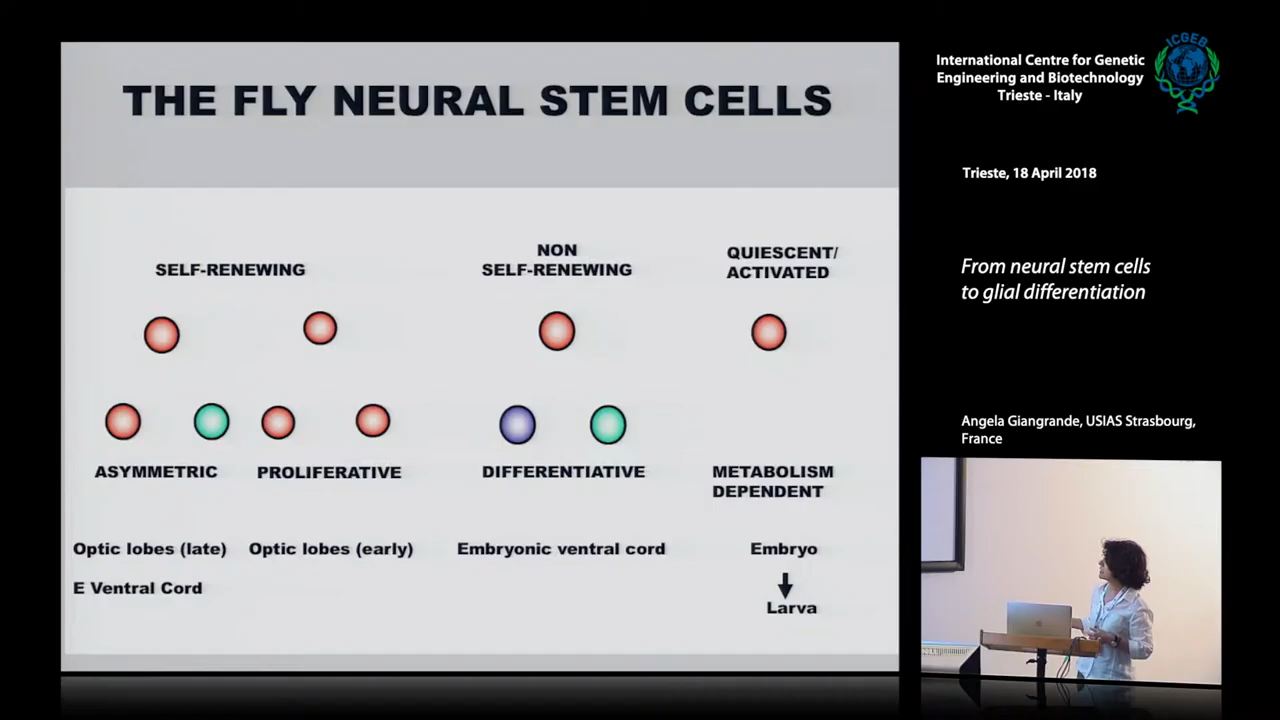 THE FLY NEURAL STEM CELLS
SELF-RENEWING
NON
SELF-RENEWING
QUIESCENT/
ACTIVATED
ASYMMETRIC
PROLIFERATIVE
DIFFERENTIATIVE
METABOLISM
DEPENDENT
Optic lobes (late)
Optic lobes (early)
Embryonic ventral cord
Embryo
E Ventral Cord
Larva
International Centre for Genetic
Engineering and Biotechnology
Trieste - Italy
ICGEB
Trieste, 18 April 2018
From neural stem cells
to glial differentiation
Angela Giangrande, USIAS Strasbourg,
France